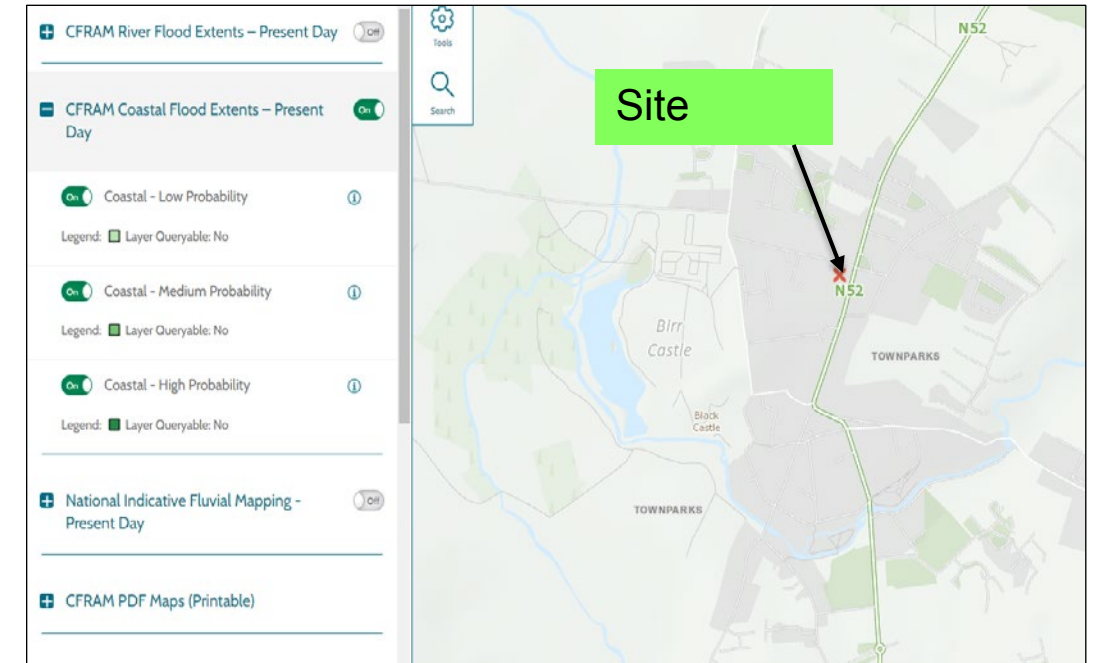 CFRAM River Flood Extents – Present Day
Off
CFRAM Coastal Flood Extents – Present
Day
On
On
Coastal - Low Probability
Legend: Layer Queryable: No
On
Coastal - Medium Probability
Legend: Layer Queryable: No
On
Coastal - High Probability
Legend: Layer Queryable: No
National Indicative Fluvial Mapping -
Present Day
Off
CFRAM PDF Maps (Printable)
Tools
Search
Site
N52
N52
Birr
Castle
TOWNPARKS
Black
Castle
TOWNPARKS